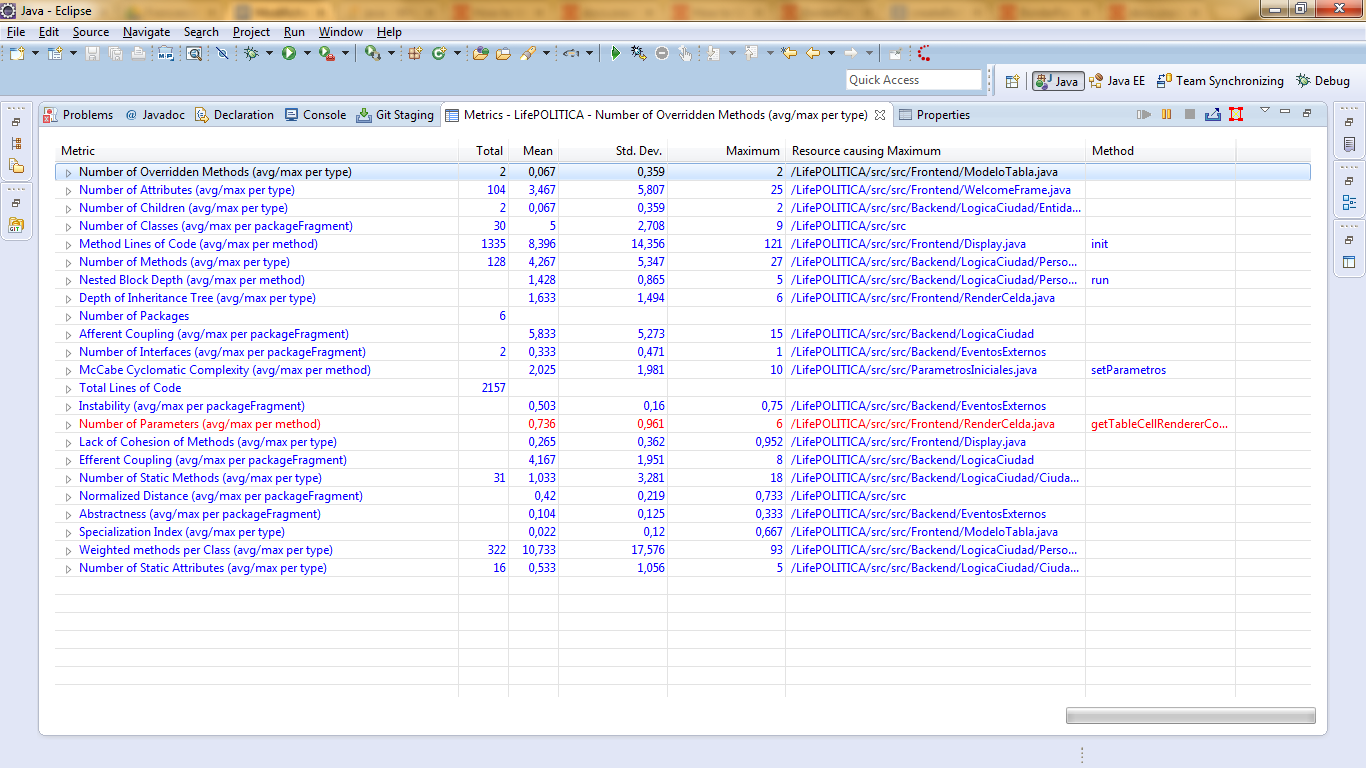 Java - Eclipse
File Edit Source Navigate Search Project Run Window Help
Quick Access Java Java EE Team Synchronizing Debug
Problems @ Javadoc Declaration Console Git Staging Metrics - LifePOLITICA - Number of Overridden Methods (avg/max per type) Properties
Metric Total Mean Std. Dev. Maximum Resource causing Maximum Method
Number of Overridden Methods (avg/max per type) 2 0,067 0,359 2 /LifePOLITICA/src/src/Frontend/ModeloTabla.java
Number of Attributes (avg/max per type) 104 3,467 5,807 25 /LifePOLITICA/src/src/Frontend/WelcomeFrame.java
Number of Children (avg/max per type) 2 0,067 0,359 2 /LifePOLITICA/src/src/Backend/LogicaCiudad/Entida...
Number of Classes (avg/max per packageFragment) 30 5 2,708 9 /LifePOLITICA/src/src
Method Lines of Code (avg/max per method) 1335 8,396 14,356 121 /LifePOLITICA/src/src/Frontend/Display.java init
Number of Methods (avg/max per type) 128 4,267 5,347 27 /LifePOLITICA/src/src/Backend/LogicaCiudad/Perso...
Nested Block Depth (avg/max per method) 1,428 0,865 5 /LifePOLITICA/src/src/Backend/LogicaCiudad/Perso... run
Depth of Inheritance Tree (avg/max per type) 1,633 1,494 6 /LifePOLITICA/src/src/Frontend/RenderCelda.java
Number of Packages 6
Afferent Coupling (avg/max per packageFragment) 5,833 5,273 15 /LifePOLITICA/src/src/Backend/LogicaCiudad
Number of Interfaces (avg/max per packageFragment) 2 0,333 0,471 1 /LifePOLITICA/src/src/Backend/EventosExternos
McCabe Cyclomatic Complexity (avg/max per method) 2,025 1,981 10 /LifePOLITICA/src/src/ParametrosIniciales.java setParametros
Total Lines of Code 2157
Instability (avg/max per packageFragment) 0,503 0,16 0,75 /LifePOLITICA/src/src/Backend/EventosExternos
Number of Parameters (avg/max per method) 0,736 0,961 6 /LifePOLITICA/src/src/Frontend/RenderCelda.java getTableCellRendererCo...
Lack of Cohesion of Methods (avg/max per type) 0,265 0,362 0,952 /LifePOLITICA/src/src/Frontend/Display.java
Efferent Coupling (avg/max per packageFragment) 4,167 1,951 8 /LifePOLITICA/src/src/Backend/LogicaCiudad
Number of Static Methods (avg/max per type) 31 1,033 3,281 18 /LifePOLITICA/src/src/Backend/LogicaCiudad/Ciuda...
Normalized Distance (avg/max per packageFragment) 0,42 0,219 0,733 /LifePOLITICA/src/src
Abstractness (avg/max per packageFragment) 0,104 0,125 0,333 /LifePOLITICA/src/src/Backend/EventosExternos
Specialization Index (avg/max per type) 0,022 0,12 0,667 /LifePOLITICA/src/src/Frontend/ModeloTabla.java
Weighted methods per Class (avg/max per type) 322 10,733 17,576 93 /LifePOLITICA/src/src/Backend/LogicaCiudad/Perso...
Number of Static Attributes (avg/max per type) 16 0,533 1,056 5 /LifePOLITICA/src/src/Backend/LogicaCiudad/Ciuda...